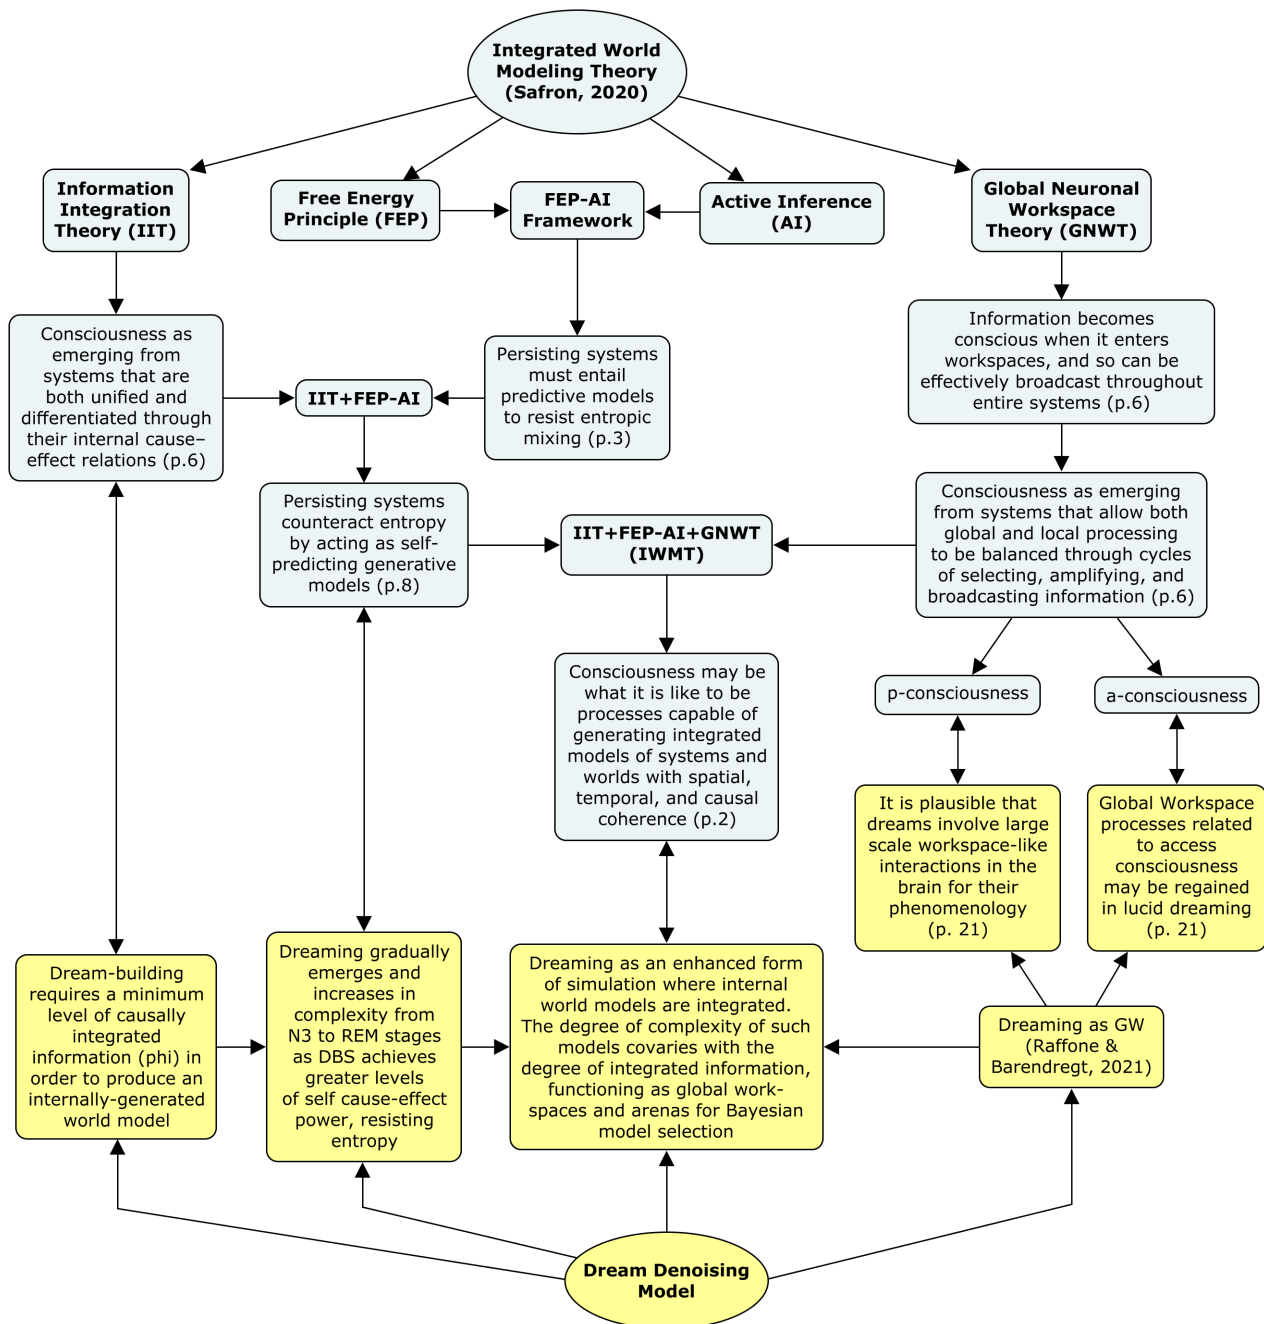 Integrated World
Modeling Theory
(Safron, 2020)
Information
Integration
Theory (IIT)
Free Energy
Principle (FEP)
FEP-AI
Framework
Active Inference
(AI)
Global Neuronal
Workspace
Theory (GNWT)
Consciousness as
emerging from
systems that are
both unified and
differentiated through
their internal cause–
effect relations (p.6)
IIT+FEP-AI
Persisting systems
must entail
predictive models
to resist entropic
mixing (p.3)
Information becomes
conscious when it enters
workspaces, and so can be
effectively broadcast throughout
entire systems (p.6)
Persisting systems
counteract entropy
by acting as self-
predicting generative
models (p.8)
IIT+FEP-AI+GNWT
(IWMT)
Consciousness as emerging
from systems that allow both
global and local processing
to be balanced through cycles
of selecting, amplifying, and
broadcasting information (p.6)
Consciousness may be
what it is like to be
processes capable of
generating integrated
models of systems and
worlds with spatial,
temporal, and causal
coherence (p.2)
p-consciousness
a-consciousness
It is plausible that
dreams involve large
scale workspace-like
interactions in the
brain for their
phenomenology
(p. 21)
Global Workspace
processes related
to access
consciousness
may be regained
in lucid dreaming
(p. 21)
Dream-building
requires a minimum
level of causally
integrated
information (phi) in
order to produce an
internally-generated
world model
Dreaming gradually
emerges and
increases in
complexity from
N3 to REM stages
as DBS achieves
greater levels
of self cause-effect
power, resisting
entropy
Dreaming as an enhanced form
of simulation where internal
world models are integrated.
The degree of complexity of such
models covaries with the
degree of integrated information,
functioning as global work-
spaces and arenas for Bayesian
model selection
Dreaming as GW
(Raffone &
Barendregt, 2021)
Dream Denoising
Model